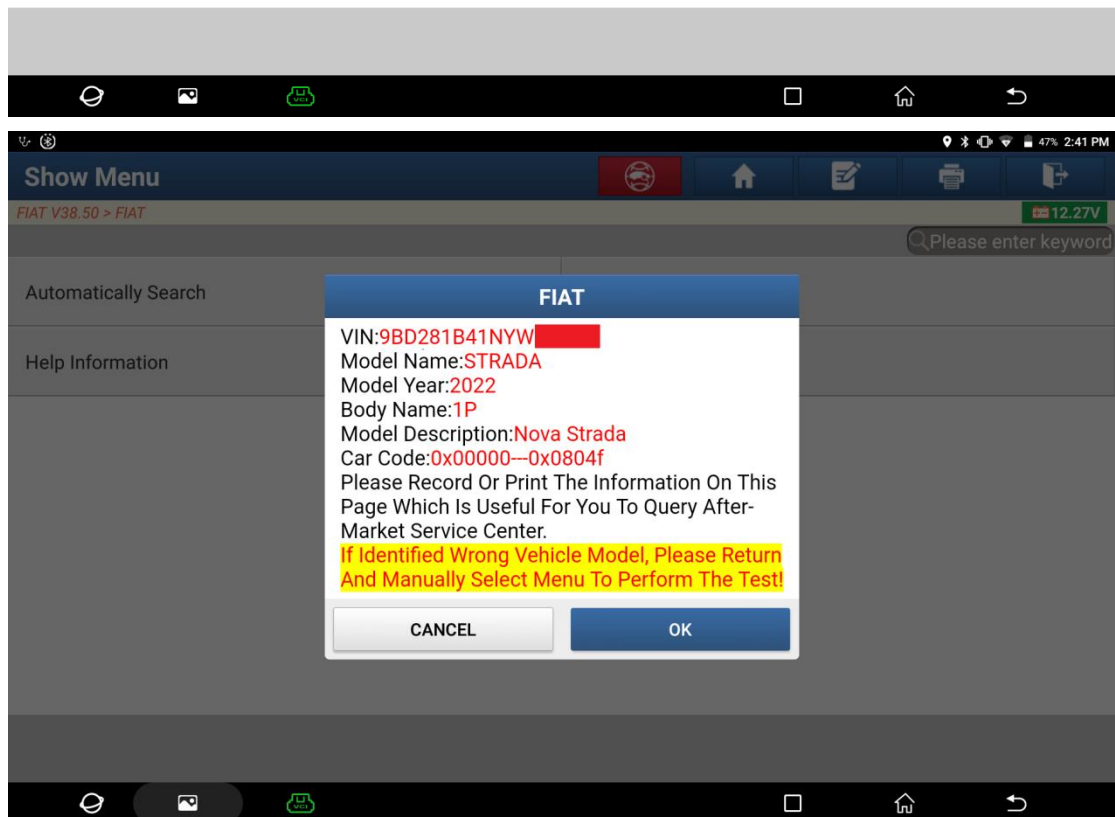 VCI
47% 2:41 PM
Show Menu
FIAT V38.50 > FIAT
12.27V
Please enter keyword
Automatically Search
Help Information
FIAT
VIN:9BD281B41NYW
Model Name:STRADA
Model Year:2022
Body Name:1P
Model Description:Nova Strada
Car Code:0x00000---0x0804f
Please Record Or Print The Information On This
Page Which Is Useful For You To Query After-
Market Service Center.
If Identified Wrong Vehicle Model, Please Return
And Manually Select Menu To Perform The Test!
CANCEL
OK
VCI